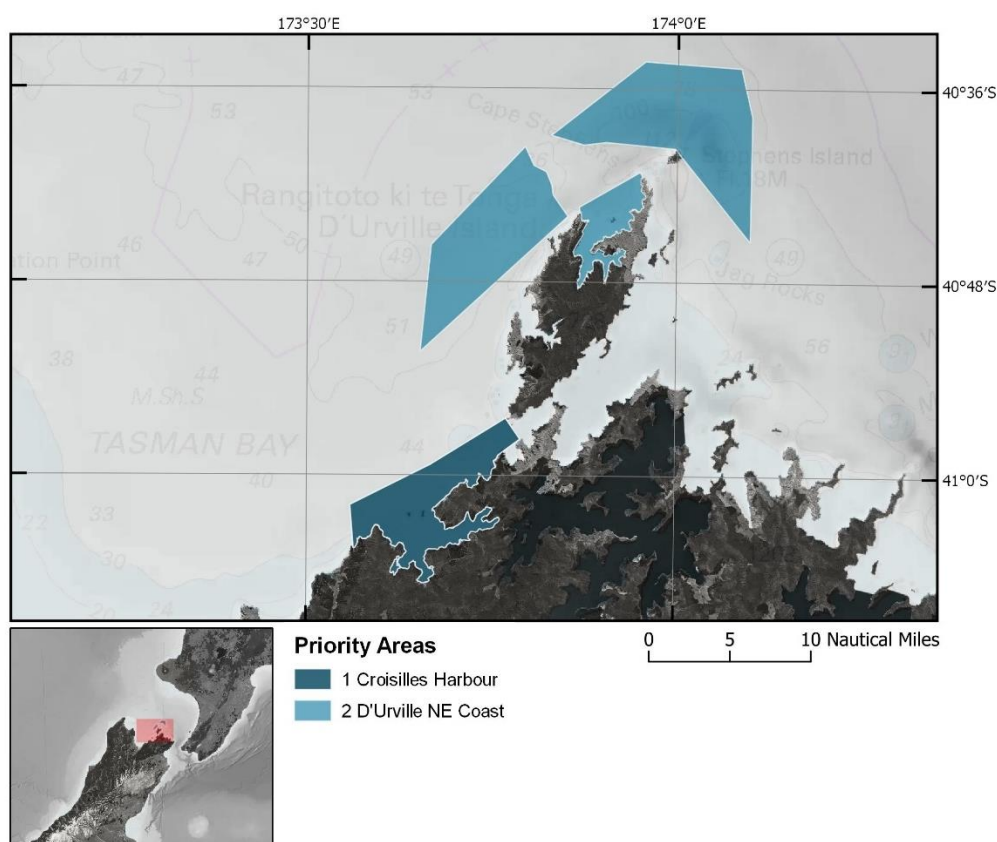 173°30'E
174°0'E
47
53
53
40°36'S
Cape Stephens
Stephens Island
Fl.18M
Rangitoto ki te Tonga
D'Urville Island
46
50
47
49
49
ation Point
40°48'S
Jag Rocks
51
38
44
24
56
M.Sh.S
TASMAN BAY
44
40
41°0'S
22
33
30
20
24
Priority Areas
1 Croisilles Harbour
2 D'Urville NE Coast
0
5
10 Nautical Miles